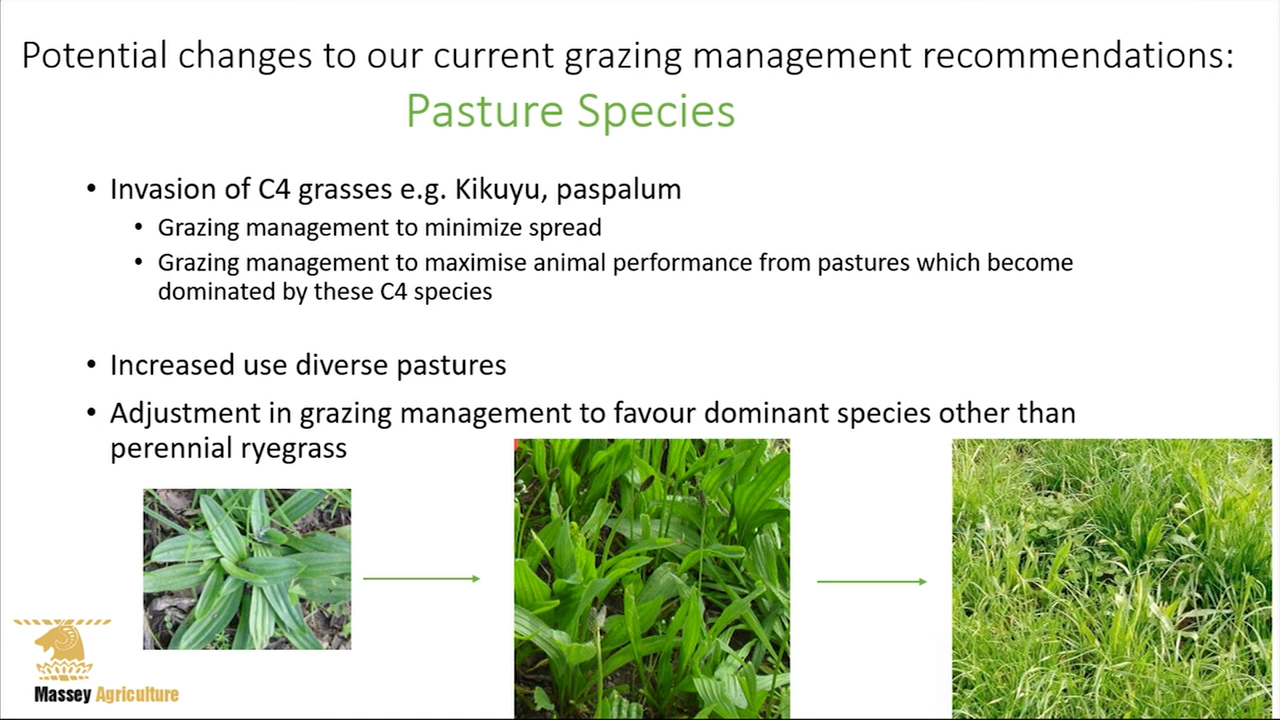 Potential changes to our current grazing management recommendations:
Pasture Species
• Invasion of C4 grasses e.g. Kikuyu, paspalum
• Grazing management to minimize spread
• Grazing management to maximise animal performance from pastures which become
dominated by these C4 species
• Increased use diverse pastures
• Adjustment in grazing management to favour dominant species other than
perennial ryegrass
Massey Agriculture